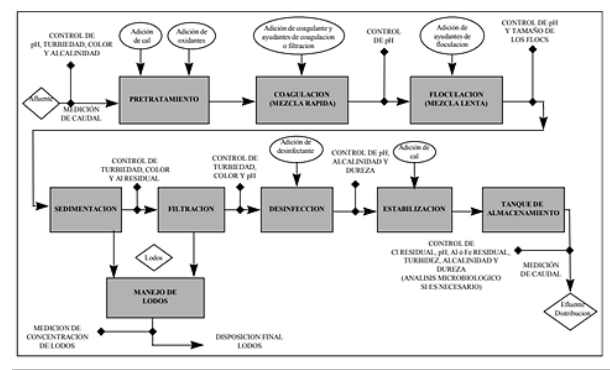 CONTROL DE
pH, TURBIEDAD, COLOR
Y ALCALINIDAD
Adición
de cal
Adición de
oxidantes
Adición de coagulante y
ayudantes de coagulacion
o filtracion
CONTROL
DE pH
Adición de
ayudantes de
floculacion
CONTROL DE pH
Y TAMAÑO DE
LOS FLOCS
Afluente
MEDICIÓN
DE CAUDAL
PRETRATAMIENTO
COAGULACION
(MEZCLA RAPIDA)
FLOCULACION
(MEZCLA LENTA)
CONTROL DE
TURBIEDAD, COLOR
Y Al RESIDUAL
CONTROL DE
TURBIEDAD,
COLOR Y pH
Adición de
desinfectante
CONTROL DE pH,
ALCALINIDAD Y
DUREZA
Adición de
cal
SEDIMENTACION
FILTRACION
DESINFECCION
ESTABILIZACION
TANQUE DE
ALMACENAMIENTO
Lodos
CONTROL DE
Cl RESIDUAL, pH, Al ó Fe RESIDUAL,
TURBIDEZ, ALCALINIDAD Y
DUREZA
(ANALISIS MICROBIOLOGICO
SI ES NECESARIO)
MEDICIÓN
DE CAUDAL
MANEJO DE
LODOS
Efluente
Distribucion
MEDICION DE
CONCENTRACION
DE LODOS
DISPOSICION FINAL
LODOS